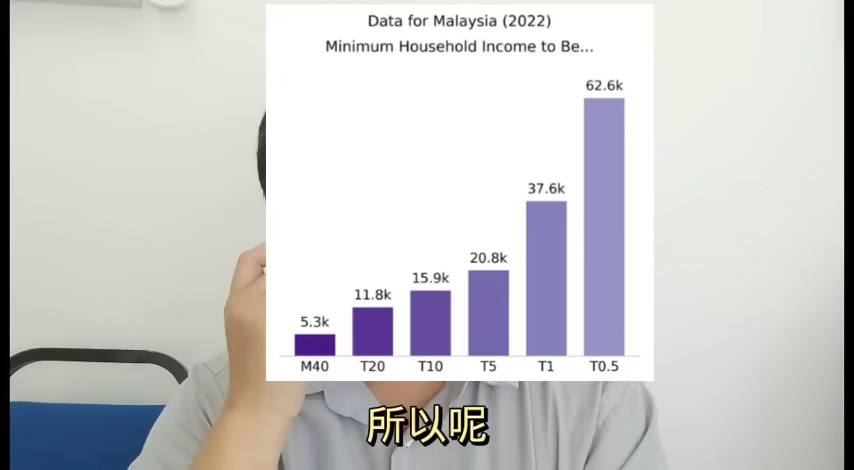 Data for Malaysia (2022)
Minimum Household Income to Be...
62.6k
37.6k
20.8k
15.9k
11.8k
5.3k
M40 T20 T10 T5 T1 T0.5
所以呢